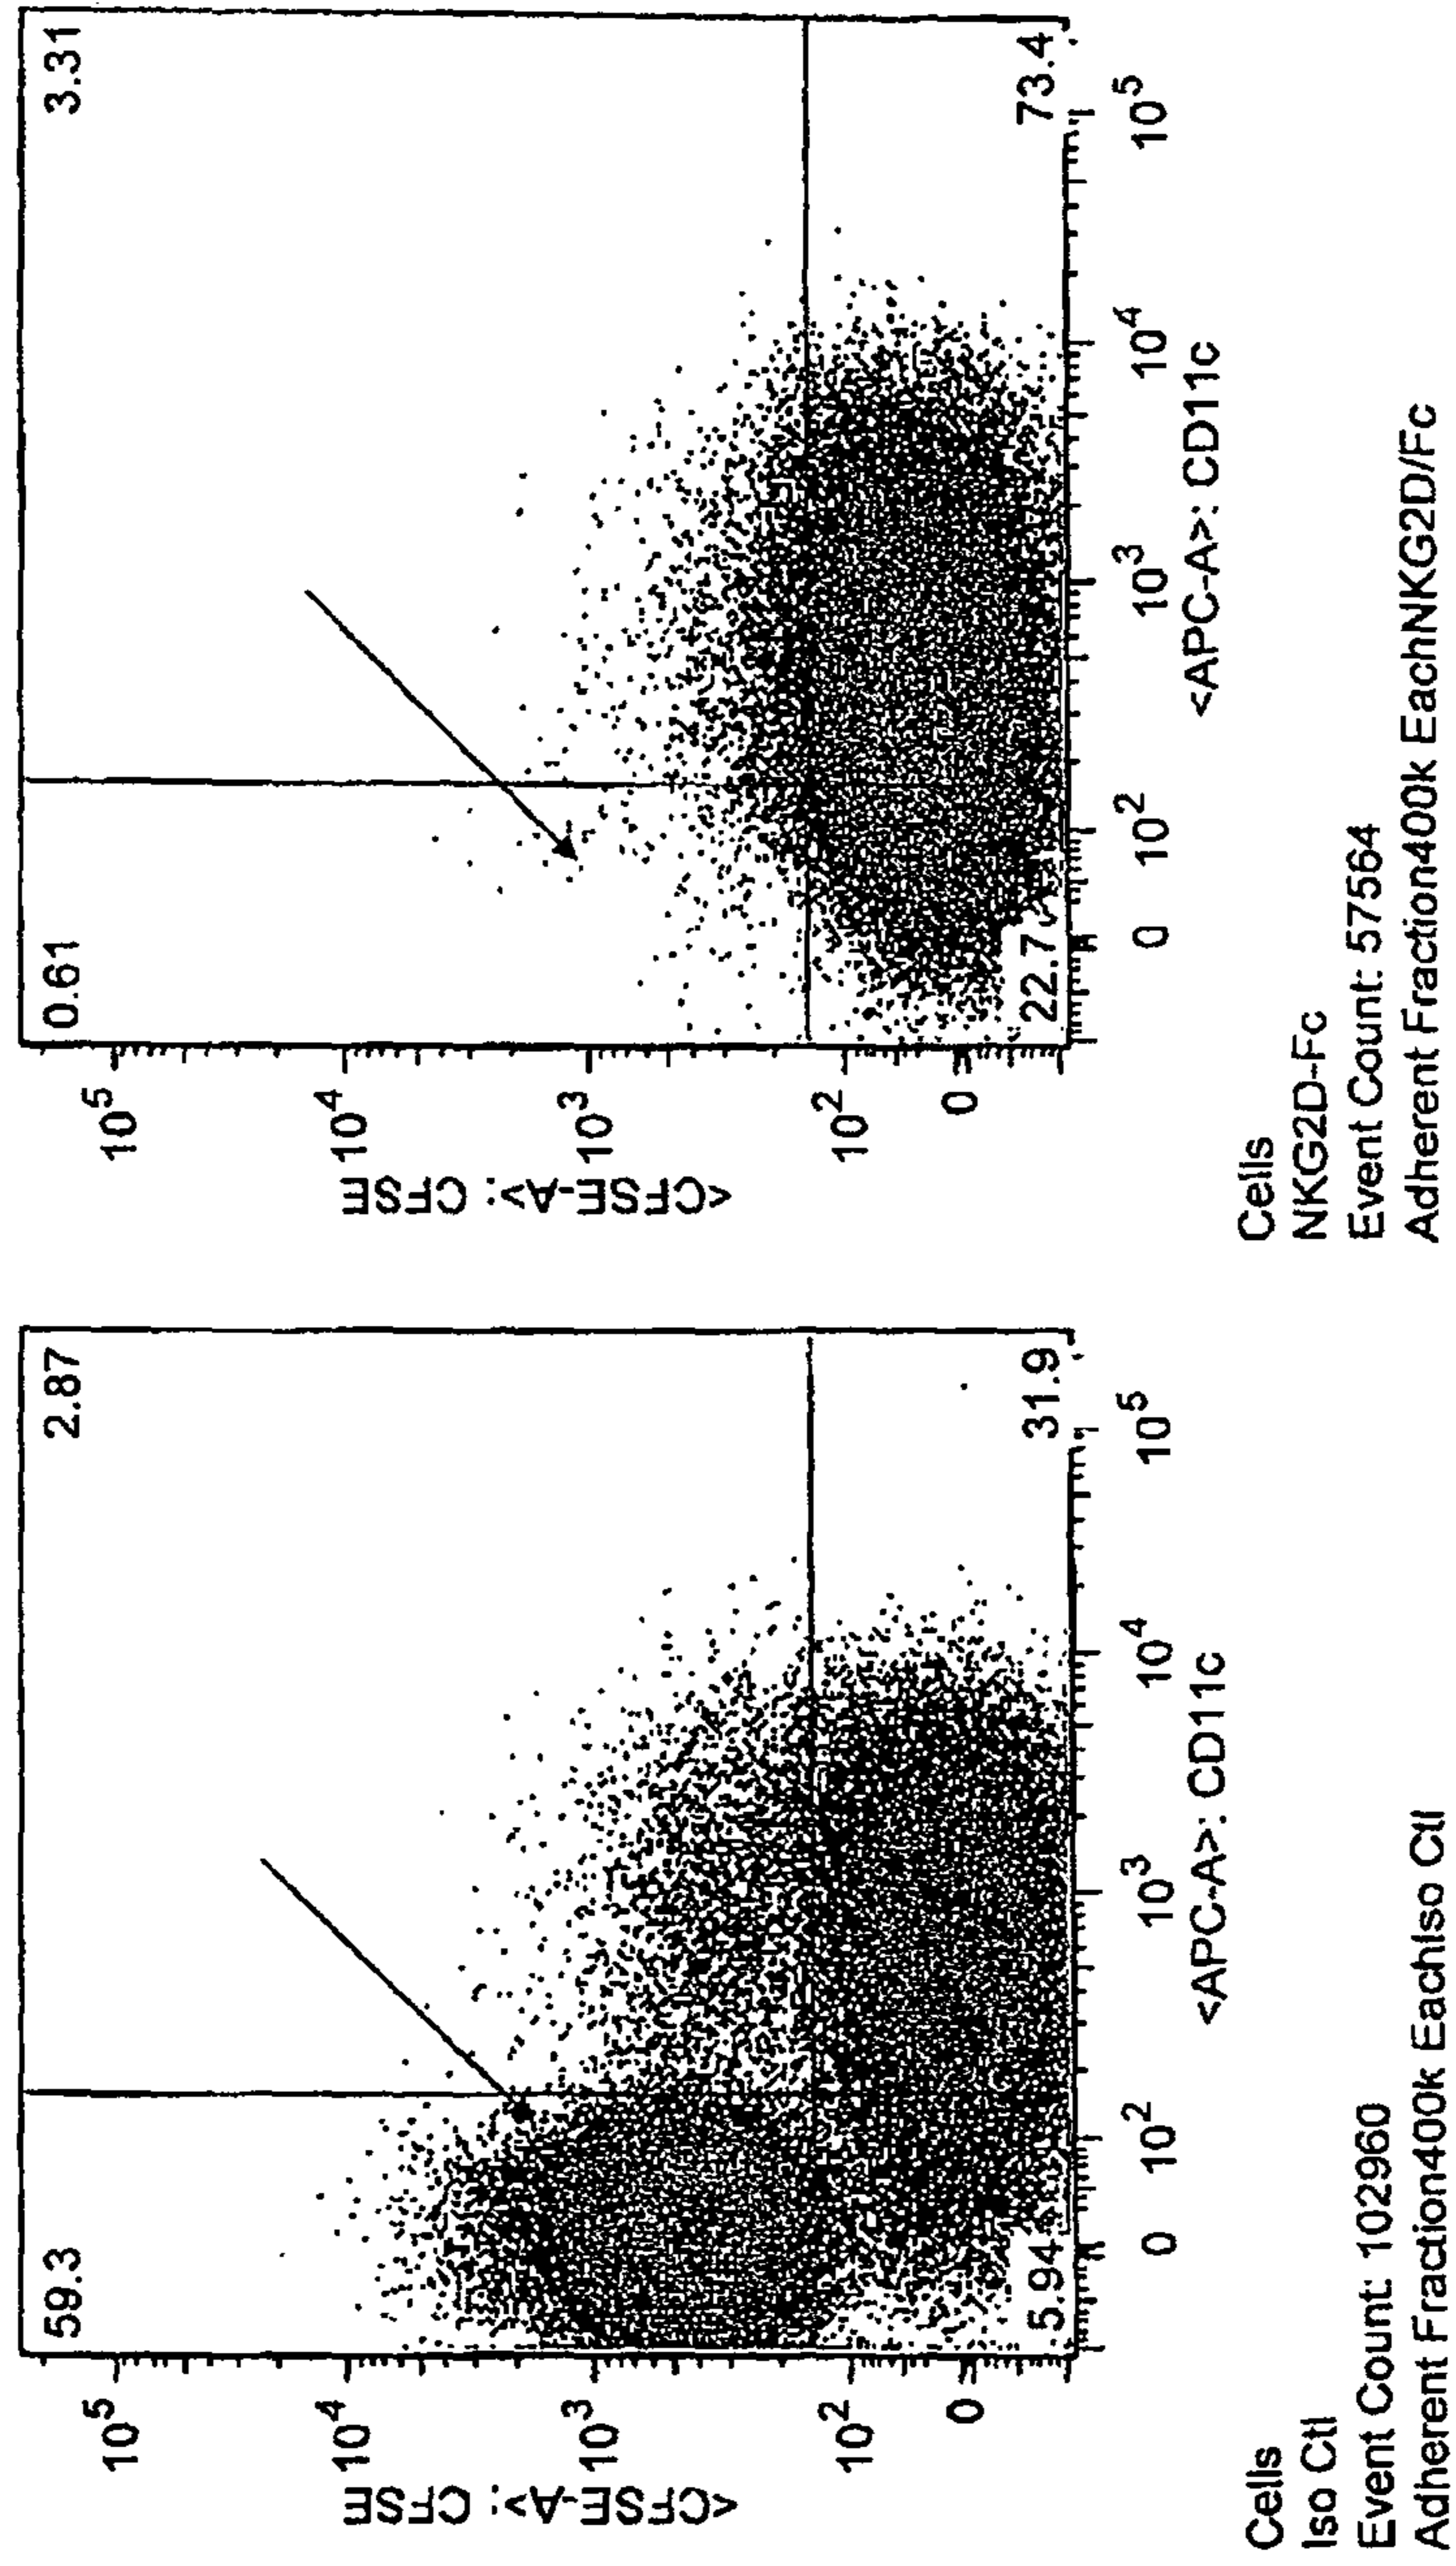 59.3
2.87
5.94
31.9
10^5
10^4
10^3
10^2
0
<CFSE-A>: CFSE
0
10^2
10^3
10^4
10^5
<APC-A>: CD11c
Cells
Iso Ctl
Event Count: 102960
Adherent Fraction400k EachIso Ctl
0.61
3.31
22.7
73.4
10^5
10^4
10^3
10^2
0
<CFSE-A>: CFSE
0
10^2
10^3
10^4
10^5
<APC-A>: CD11c
Cells
NKG2D-Fc
Event Count: 57564
Adherent Fraction400k EachNKG2D/Fc